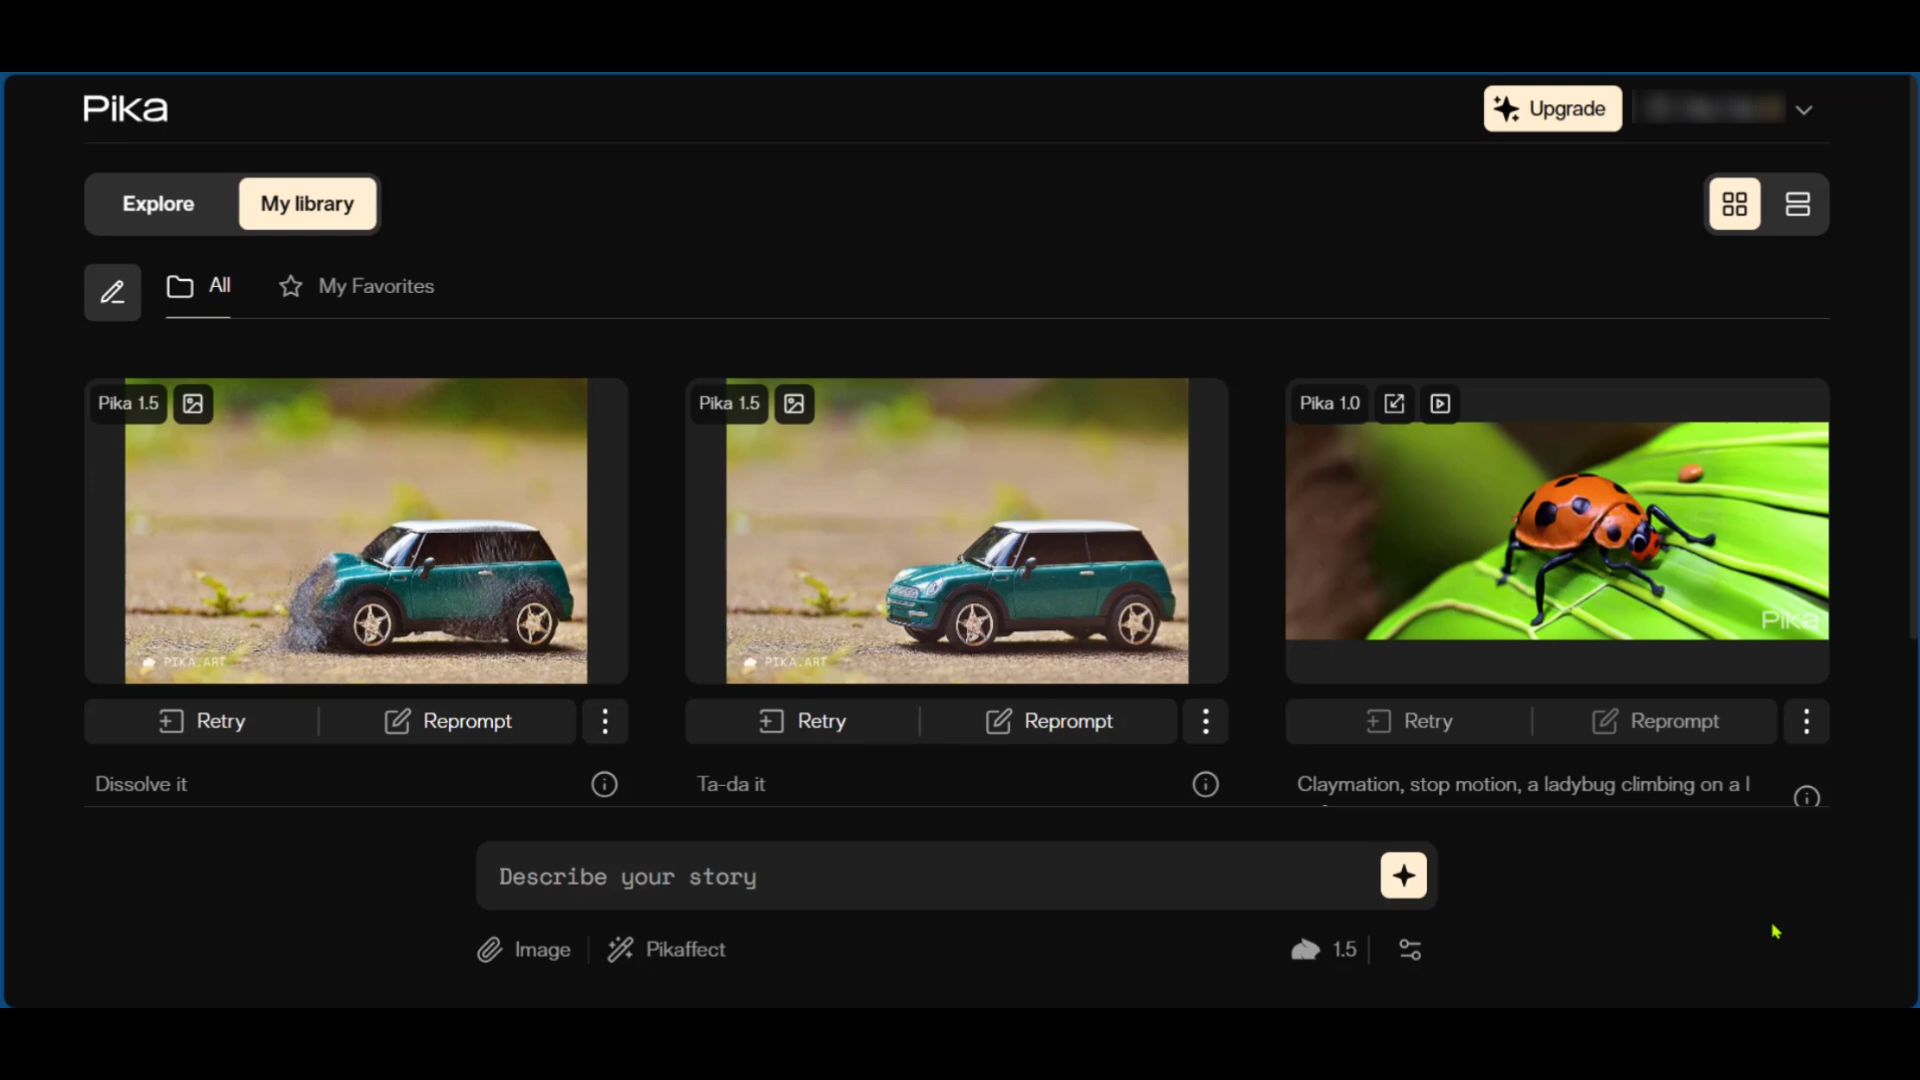 Pika
Upgrade
Explore
My library
All
My Favorites
Pika 1.5
Pika 1.5
Pika 1.0
PIKA.ART
PIKA.ART
Pika
Retry
Reprompt
Retry
Reprompt
Retry
Reprompt
Dissolve it
Ta-da it
Claymation, stop motion, a ladybug climbing on a l
Describe your story
Image
Pikaffect
1.5